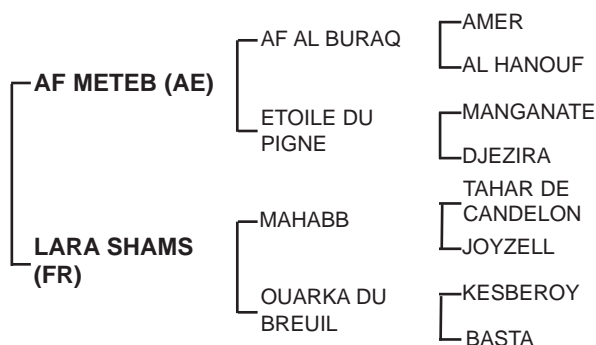 AF METEB (AE)
LARA SHAMS
(FR)
AF AL BURAQ
ETOILE DU
PIGNE
MAHABB
OUARKA DU
BREUIL
AMER
AL HANOUF
MANGANATE
DJEZIRA
TAHAR DE
CANDELON
JOYZELL
KESBEROY
BASTA